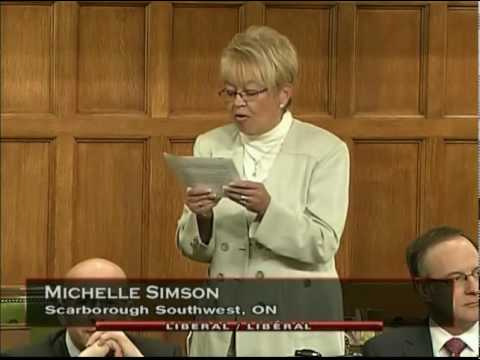 MICHELLE SIMSON
SCARBOROUGH SOUTHWEST, ON
LIBERAL / LIBÉRAL